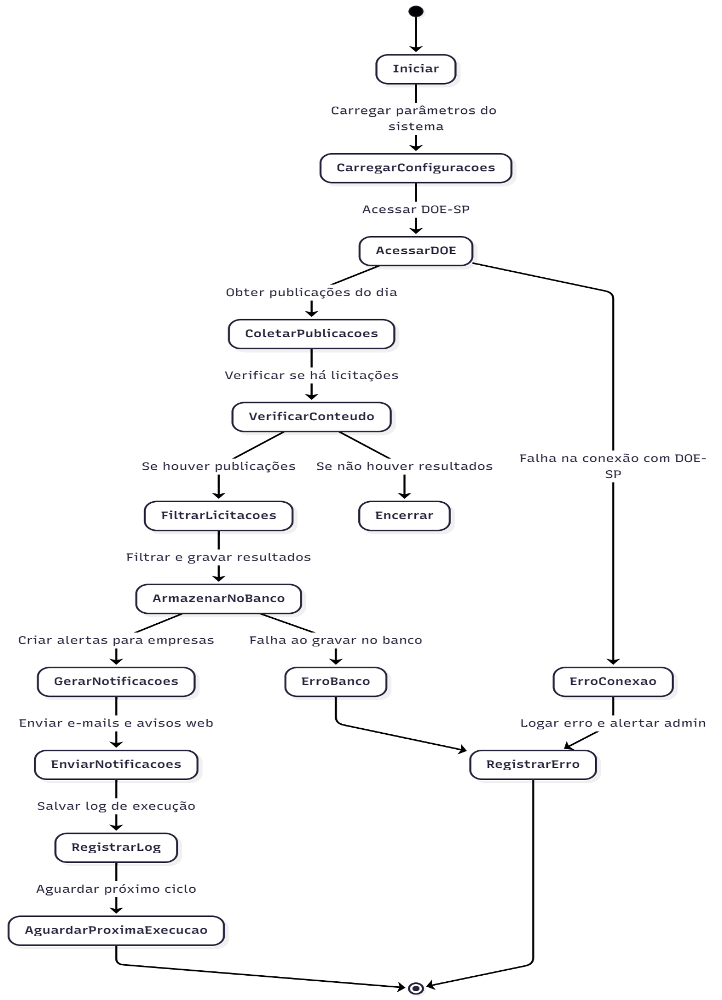 Iniciar
Carregar parâmetros do
sistema
CarregarConfiguracoes
Acessar DOE-SP
AcessarDOE
Obter publicações do dia
ColetarPublicacoes
Verificar se há licitações
VerificarConteudo
Se houver publicações
Se não houver resultados
Falha na conexão com DOE-
SP
FiltrarLicitacoes
Encerrar
Filtrar e gravar resultados
ArmazenarNoBanco
Criar alertas para empresas
Falha ao gravar no banco
GerarNotificacoes
ErroBanco
ErroConexao
Enviar e-mails e avisos web
Logar erro e alertar admin
EnviarNotificacoes
RegistrarErro
Salvar log de execução
RegistrarLog
Aguardar próximo ciclo
AguardarProximaExecucao